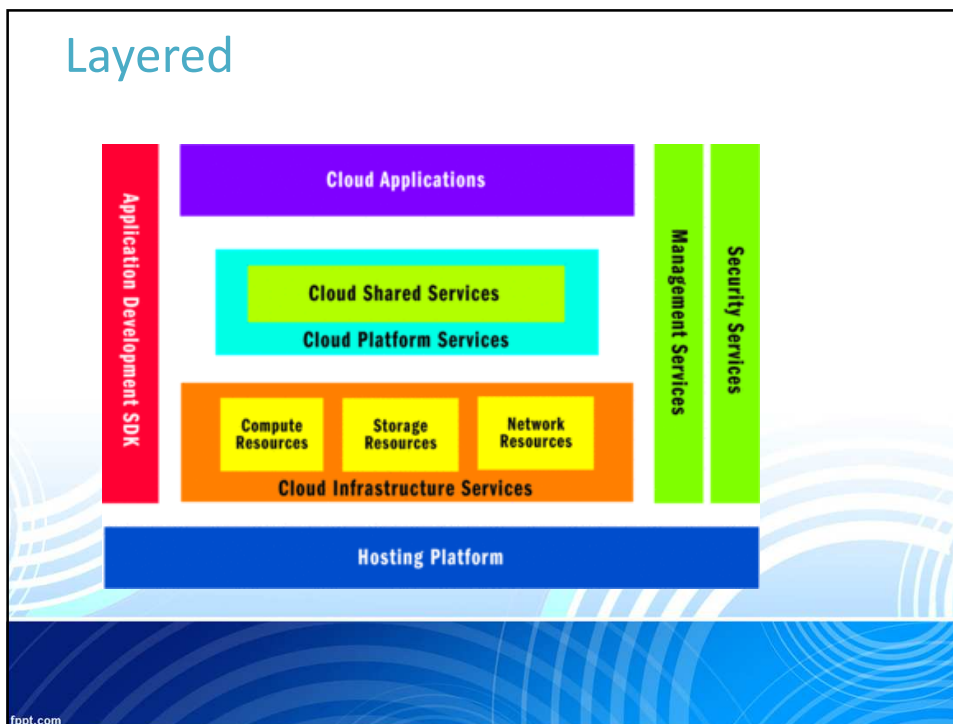 Layered
Application Development SDK
Cloud Applications
Cloud Shared Services
Cloud Platform Services
Compute
Resources
Storage
Resources
Network
Resources
Cloud Infrastructure Services
Management Services
Security Services
Hosting Platform
fppt.com